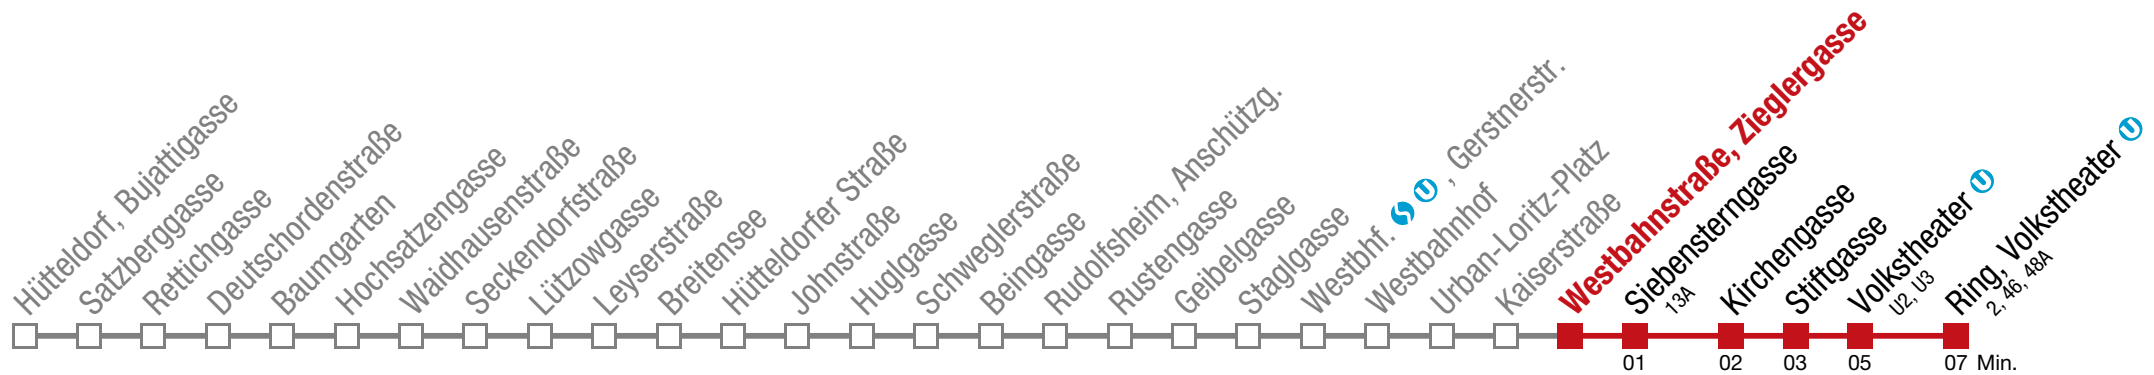 Hütteldorf, Bujattigasse
Satzberggasse
Rettichgasse
Deutschordenstraße
Baumgarten
Hochsatzengasse
Waidhausenstraße
Seckendorfstraße
Lützowgasse
Leyserstraße
Breitensee
Hütteldorfer Straße
Johnstraße
Huglgasse
Schweglerstraße
Beingasse
Rudolfsheim, Anschützg.
Rustengasse
Geibelgasse
Staglgasse
Westbhf. S U , Gerstnerstr.
Westbahnhof
Urban-Loritz-Platz
Kaiserstraße
Westbahnstraße, Zieglergasse
Siebensterngasse
13A
Kirchengasse
Stiftgasse
Volkstheater U
U2, U3
Ring, Volkstheater U
2, 46, 48A
01 02 03 05 07 Min.